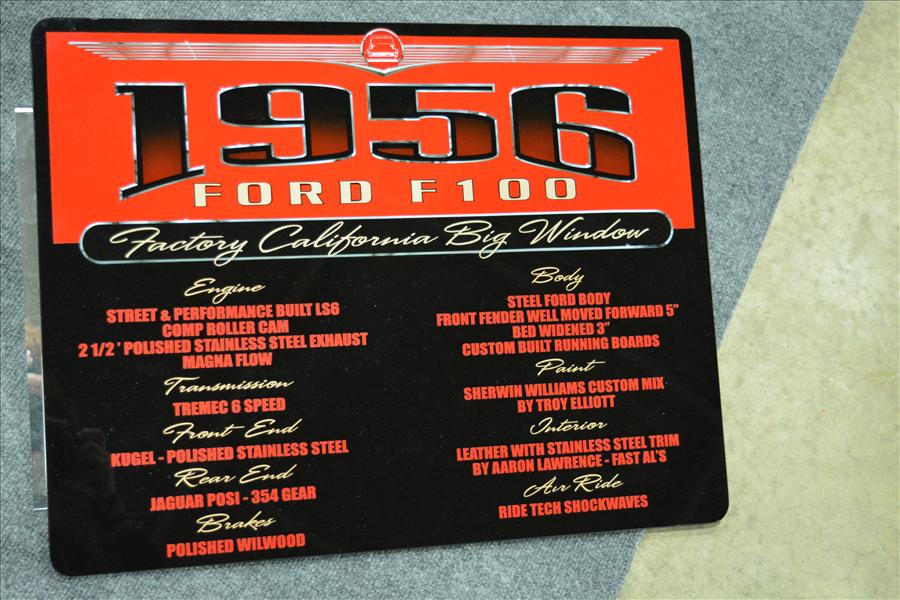 1956
FORD F100
Factory California Big Window
Engine
STREET & PERFORMANCE BUILT LS6
COMP ROLLER CAM
2 1/2 ' POLISHED STAINLESS STEEL EXHAUST
MAGNA FLOW
Transmission
TREMEC 6 SPEED
Front End
KUGEL - POLISHED STAINLESS STEEL
Rear End
JAGUAR POSI - 354 GEAR
Brakes
POLISHED WILWOOD
Body
STEEL FORD BODY
FRONT FENDER WELL MOVED FORWARD 5"
BED WIDENED 3"
CUSTOM BUILT RUNNING BOARDS
Paint
SHERWIN WILLIAMS CUSTOM MIX
BY TROY ELLIOTT
Interior
LEATHER WITH STAINLESS STEEL TRIM
BY AARON LAWRENCE - FAST AL'S
Air Ride
RIDE TECH SHOCKWAVES